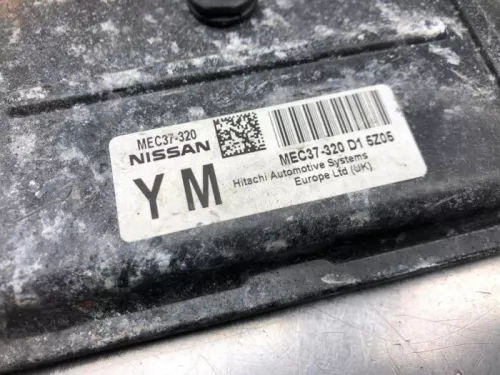 MEC37-320
NISSAN
Y M
MEC37-320 D1 5Z05
Hitachi Automotive Systems
Europe Ltd (UK)